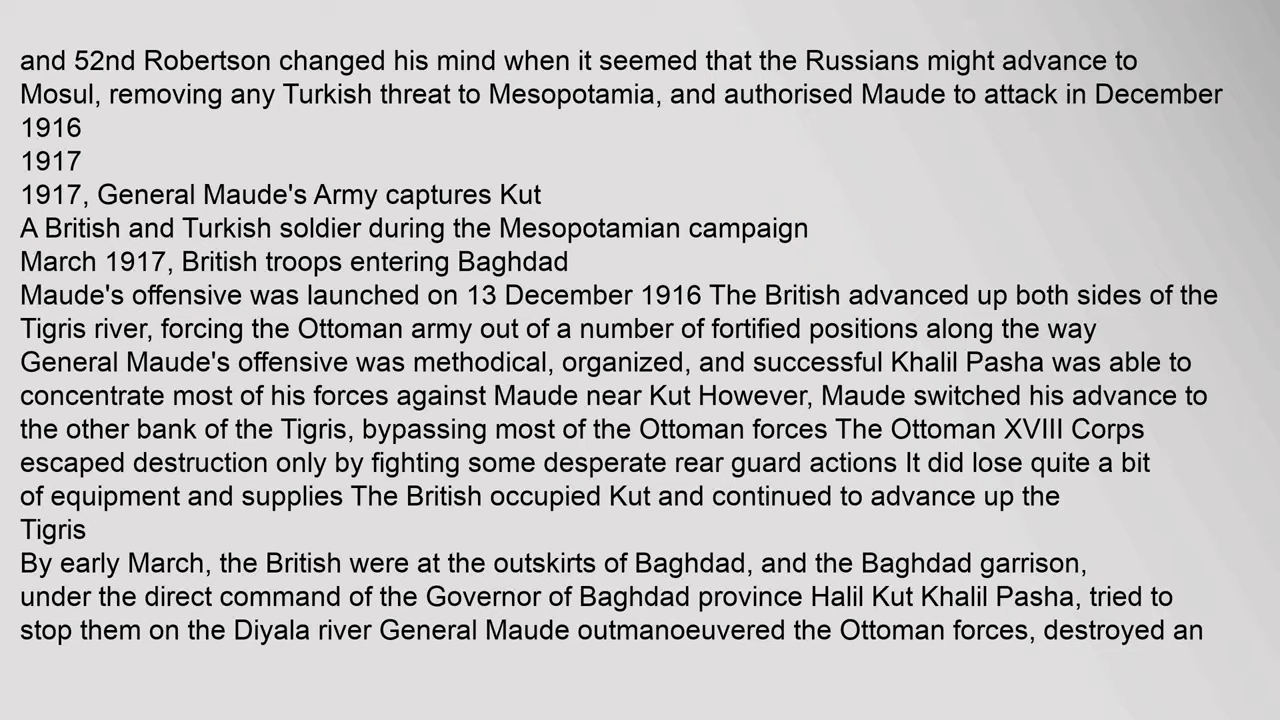 and 52nd Robertson changed his mind when it seemed that the Russians might advance to
Mosul, removing any Turkish threat to Mesopotamia, and authorised Maude to attack in December
1916
1917
1917, General Maude's Army captures Kut
A British and Turkish soldier during the Mesopotamian campaign
March 1917, British troops entering Baghdad
Maude's offensive was launched on 13 December 1916 The British advanced up both sides of the
Tigris river, forcing the Ottoman army out of a number of fortified positions along the way
General Maude's offensive was methodical, organized, and successful Khalil Pasha was able to
concentrate most of his forces against Maude near Kut However, Maude switched his advance to
the other bank of the Tigris, bypassing most of the Ottoman forces The Ottoman XVIII Corps
escaped destruction only by fighting some desperate rear guard actions It did lose quite a bit
of equipment and supplies The British occupied Kut and continued to advance up the
Tigris
By early March, the British were at the outskirts of Baghdad, and the Baghdad garrison,
under the direct command of the Governor of Baghdad province Halil Kut Khalil Pasha, tried to
stop them on the Diyala river General Maude outmanoeuvered the Ottoman forces, destroyed an